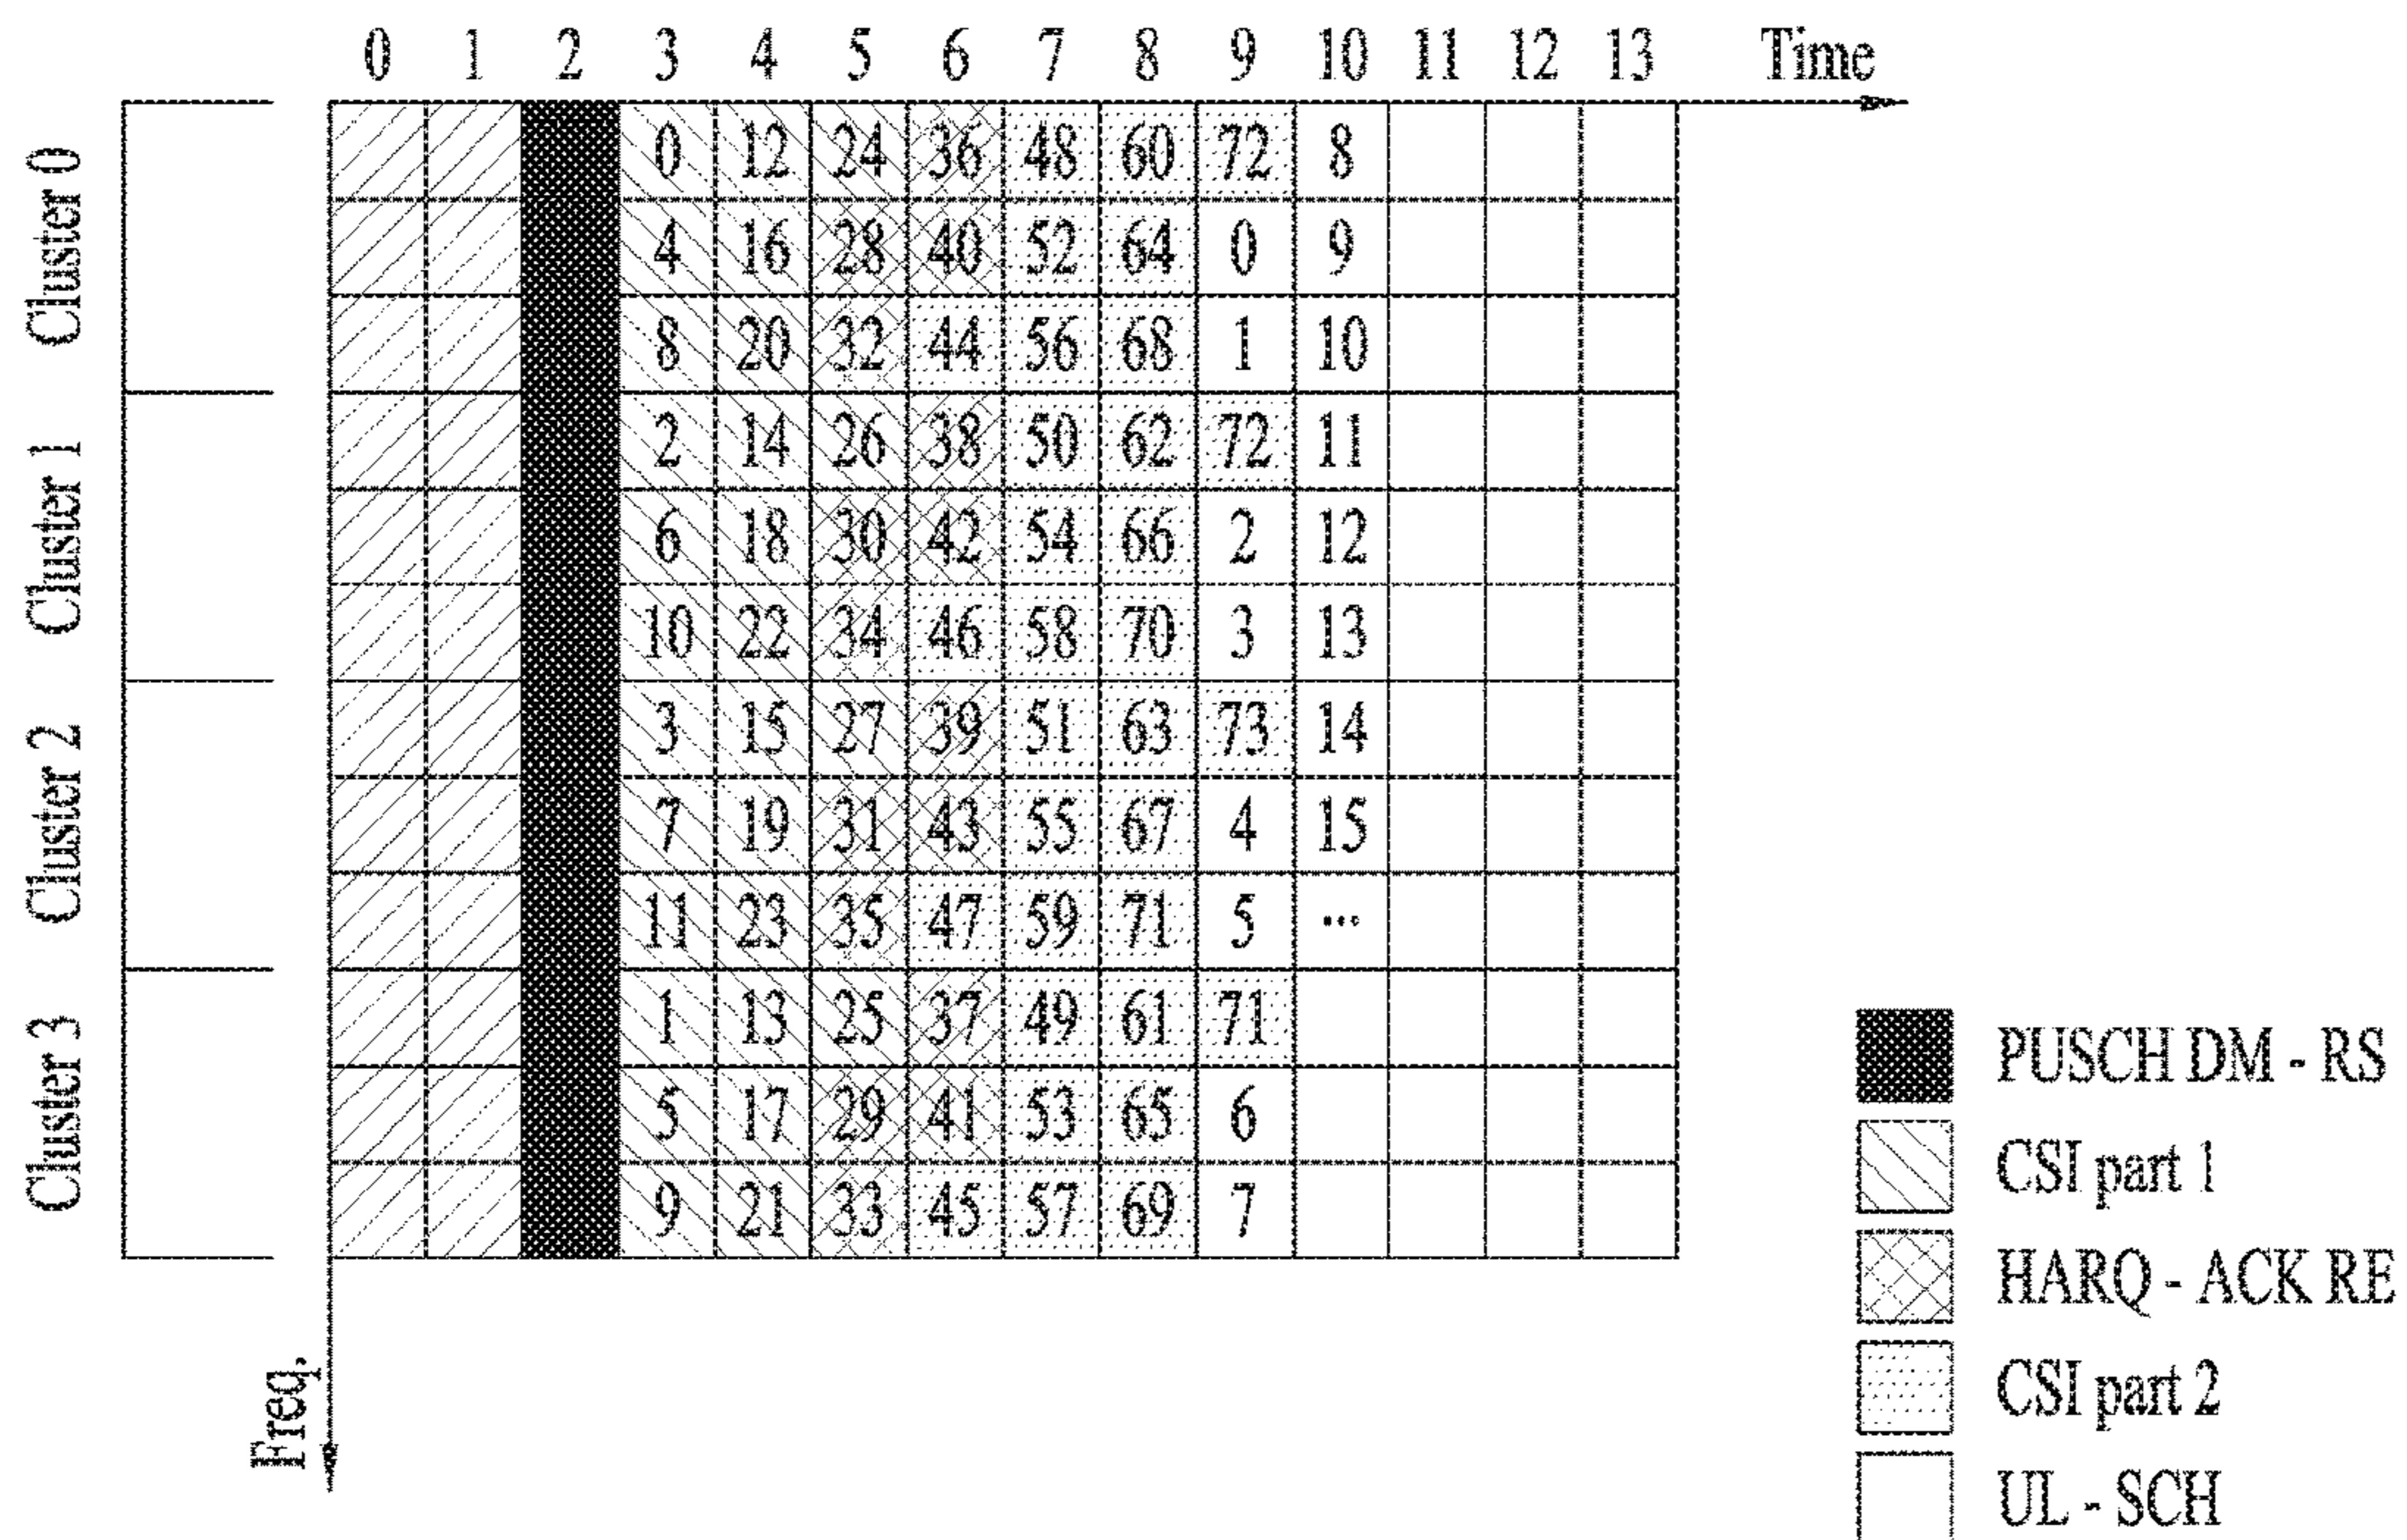 0 1 2 3 4 5 6 7 8 9 10 11 12 13 Time
Cluster 0
0 12 24 36 48 60 72 8
4 16 28 40 52 64 0 9
8 20 32 44 56 68 1 10
Cluster 1
2 14 26 38 50 62 72 11
6 18 30 42 54 66 2 12
10 22 34 46 58 70 3 13
Cluster 2
3 15 27 39 51 63 73 14
7 19 31 43 55 67 4 15
11 23 35 47 59 71 5 ...
Cluster 3
1 13 25 37 49 61 71
5 17 29 41 53 65 6
9 21 33 45 57 69 7
Freq.
PUSCH DM - RS
CSI part 1
HARQ - ACK RE
CSI part 2
UL - SCH